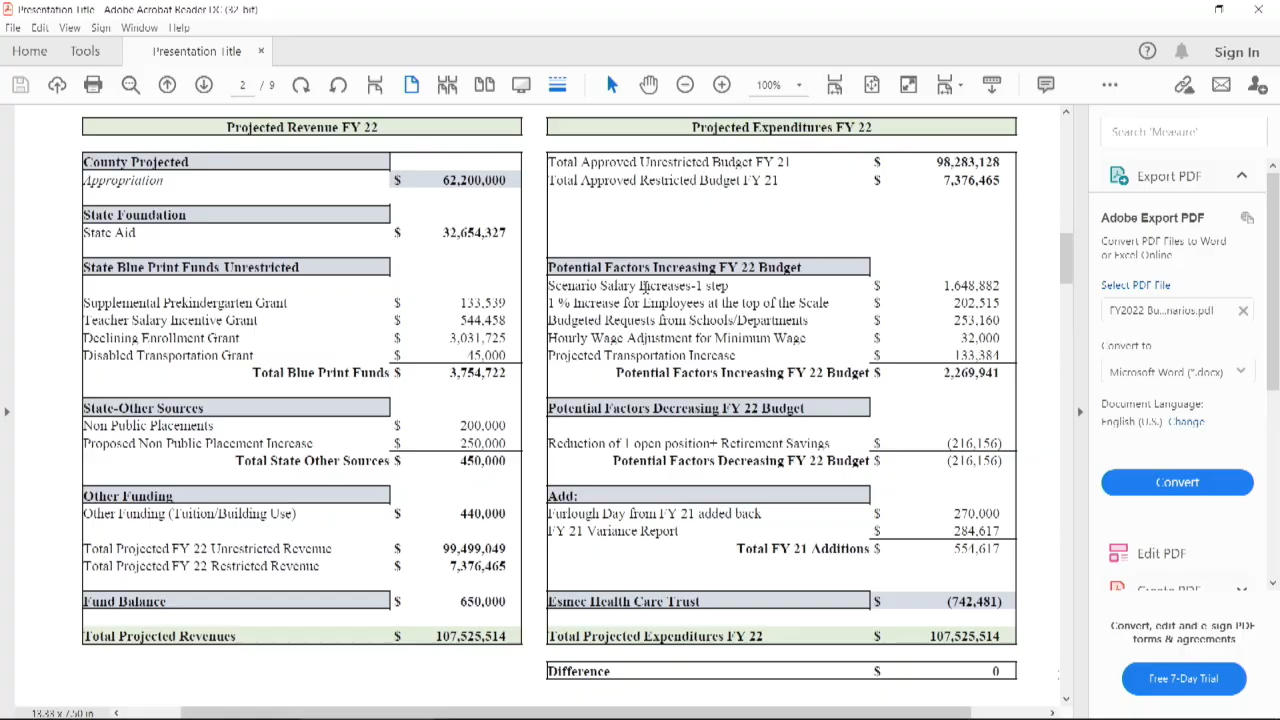 Presentation Title - Adobe Acrobat Reader DC (32-bit)
File Edit View Sign Window Help
Home Tools Presentation Title × Sign In
2 / 9 100%
Projected Revenue FY 22
County Projected
Appropriation $ 62,200,000
State Foundation
State Aid $ 32,654,327
State Blue Print Funds Unrestricted
Supplemental Prekindergarten Grant $ 133,539
Teacher Salary Incentive Grant $ 544,458
Declining Enrollment Grant $ 3,031,725
Disabled Transportation Grant $ 45,000
Total Blue Print Funds $ 3,754,722
State-Other Sources
Non Public Placements $ 200,000
Proposed Non Public Placement Increase $ 250,000
Total State Other Sources $ 450,000
Other Funding
Other Funding (Tuition/Building Use) $ 440,000
Total Projected FY 22 Unrestricted Revenue $ 99,499,049
Total Projected FY 22 Restricted Revenue $ 7,376,465
Fund Balance $ 650,000
Total Projected Revenues $ 107,525,514
Projected Expenditures FY 22
Total Approved Unrestricted Budget FY 21 $ 98,283,128
Total Approved Restricted Budget FY 21 $ 7,376,465
Potential Factors Increasing FY 22 Budget
Scenario Salary Increases-1 step $ 1,648,882
1 % Increase for Employees at the top of the Scale $ 202,515
Budgeted Requests from Schools/Departments $ 253,160
Hourly Wage Adjustment for Minimum Wage $ 32,000
Projected Transportation Increase $ 133,384
Potential Factors Increasing FY 22 Budget $ 2,269,941
Potential Factors Decreasing FY 22 Budget
Reduction of 1 open position+ Retirement Savings $ (216,156)
Potential Factors Decreasing FY 22 Budget $ (216,156)
Add:
Furlough Day from FY 21 added back $ 270,000
FY 21 Variance Report $ 284,617
Total FY 21 Additions $ 554,617
Esmec Health Care Trust $ (742,481)
Total Projected Expenditures FY 22 $ 107,525,514
Difference $ 0
13.33 x 7.50 in
Search 'Measure'
Export PDF
Adobe Export PDF
Convert PDF Files to Word
or Excel Online
Select PDF File
FY2022 Bu...narios.pdf
Convert to
Microsoft Word (*.docx)
Document Language:
English (U.S.) Change
Convert
Edit PDF
Create PDF
Convert, edit and e-sign PDF
forms & agreements
Free 7-Day Trial